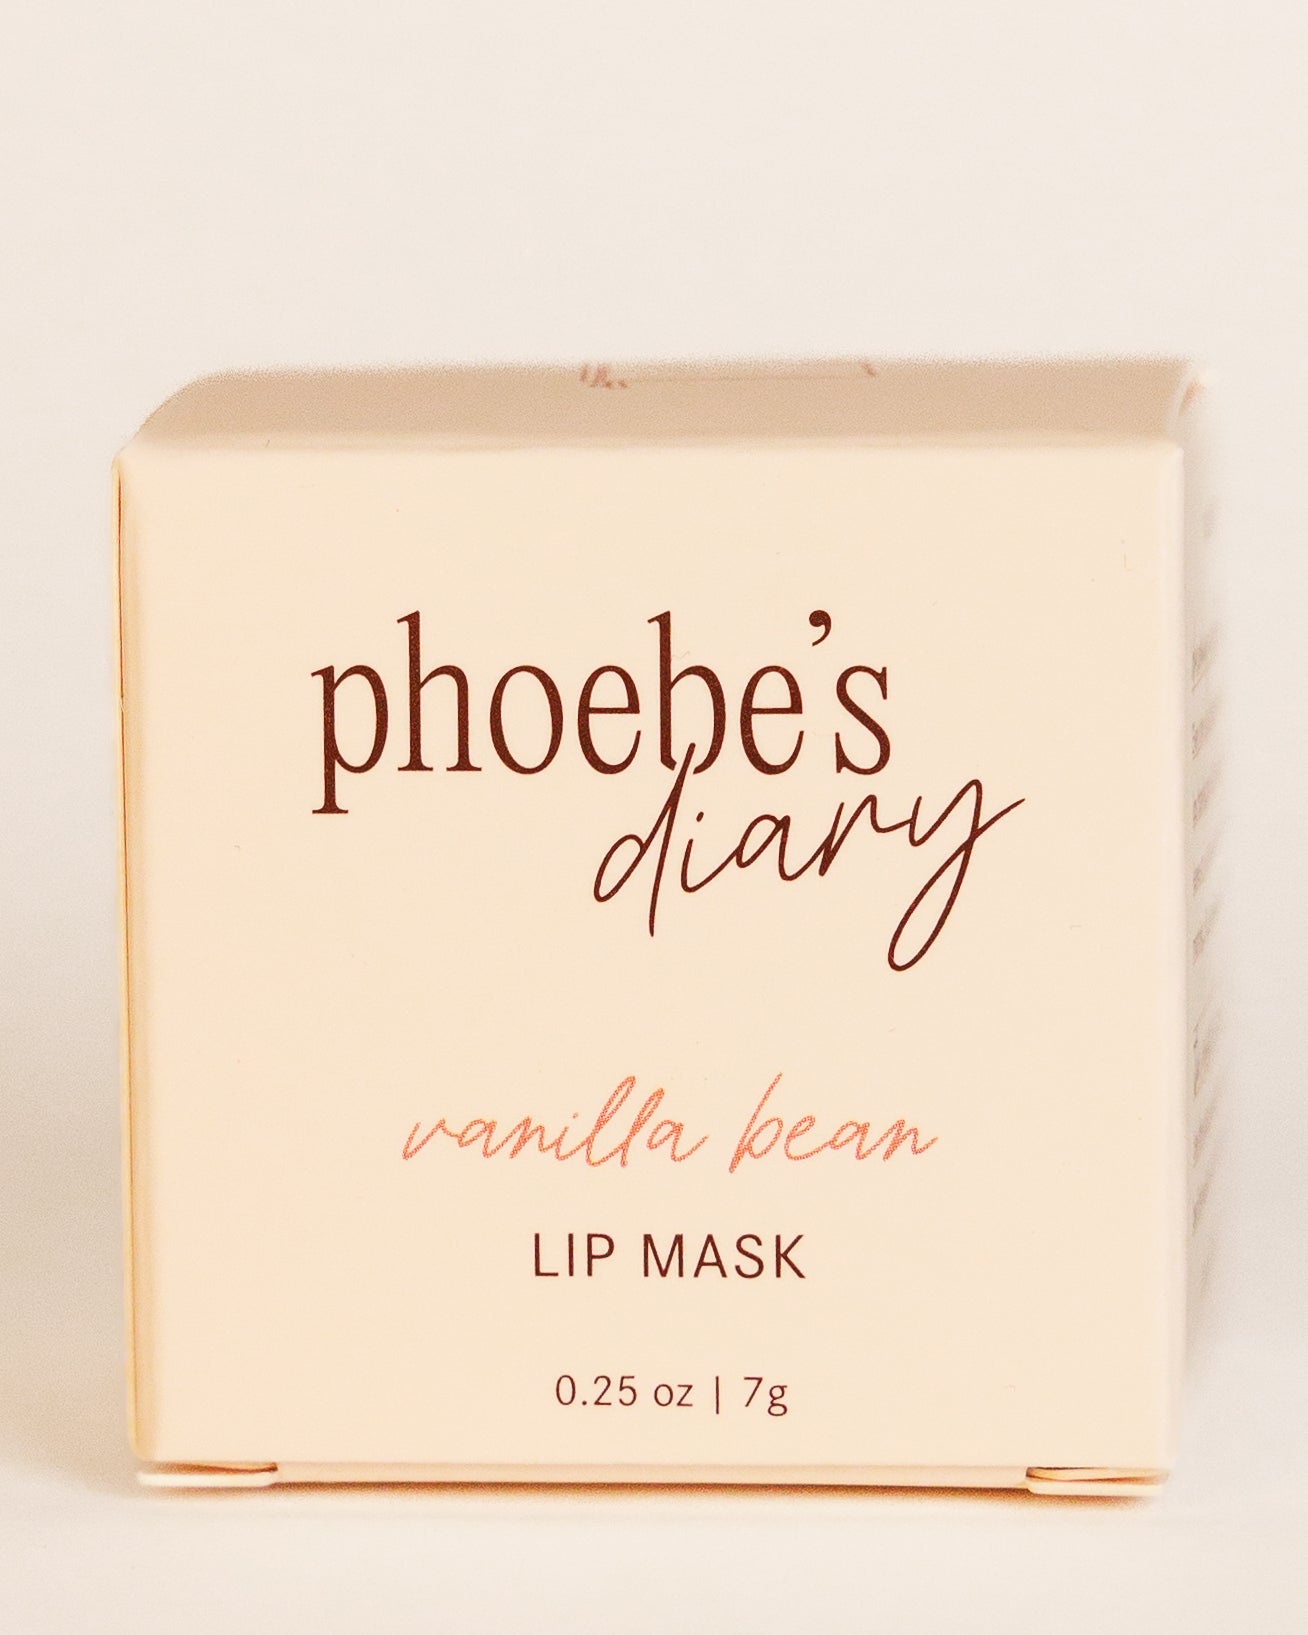 phoebe's
diary
vanilla bean
LIP MASK
0.25 oz | 7g